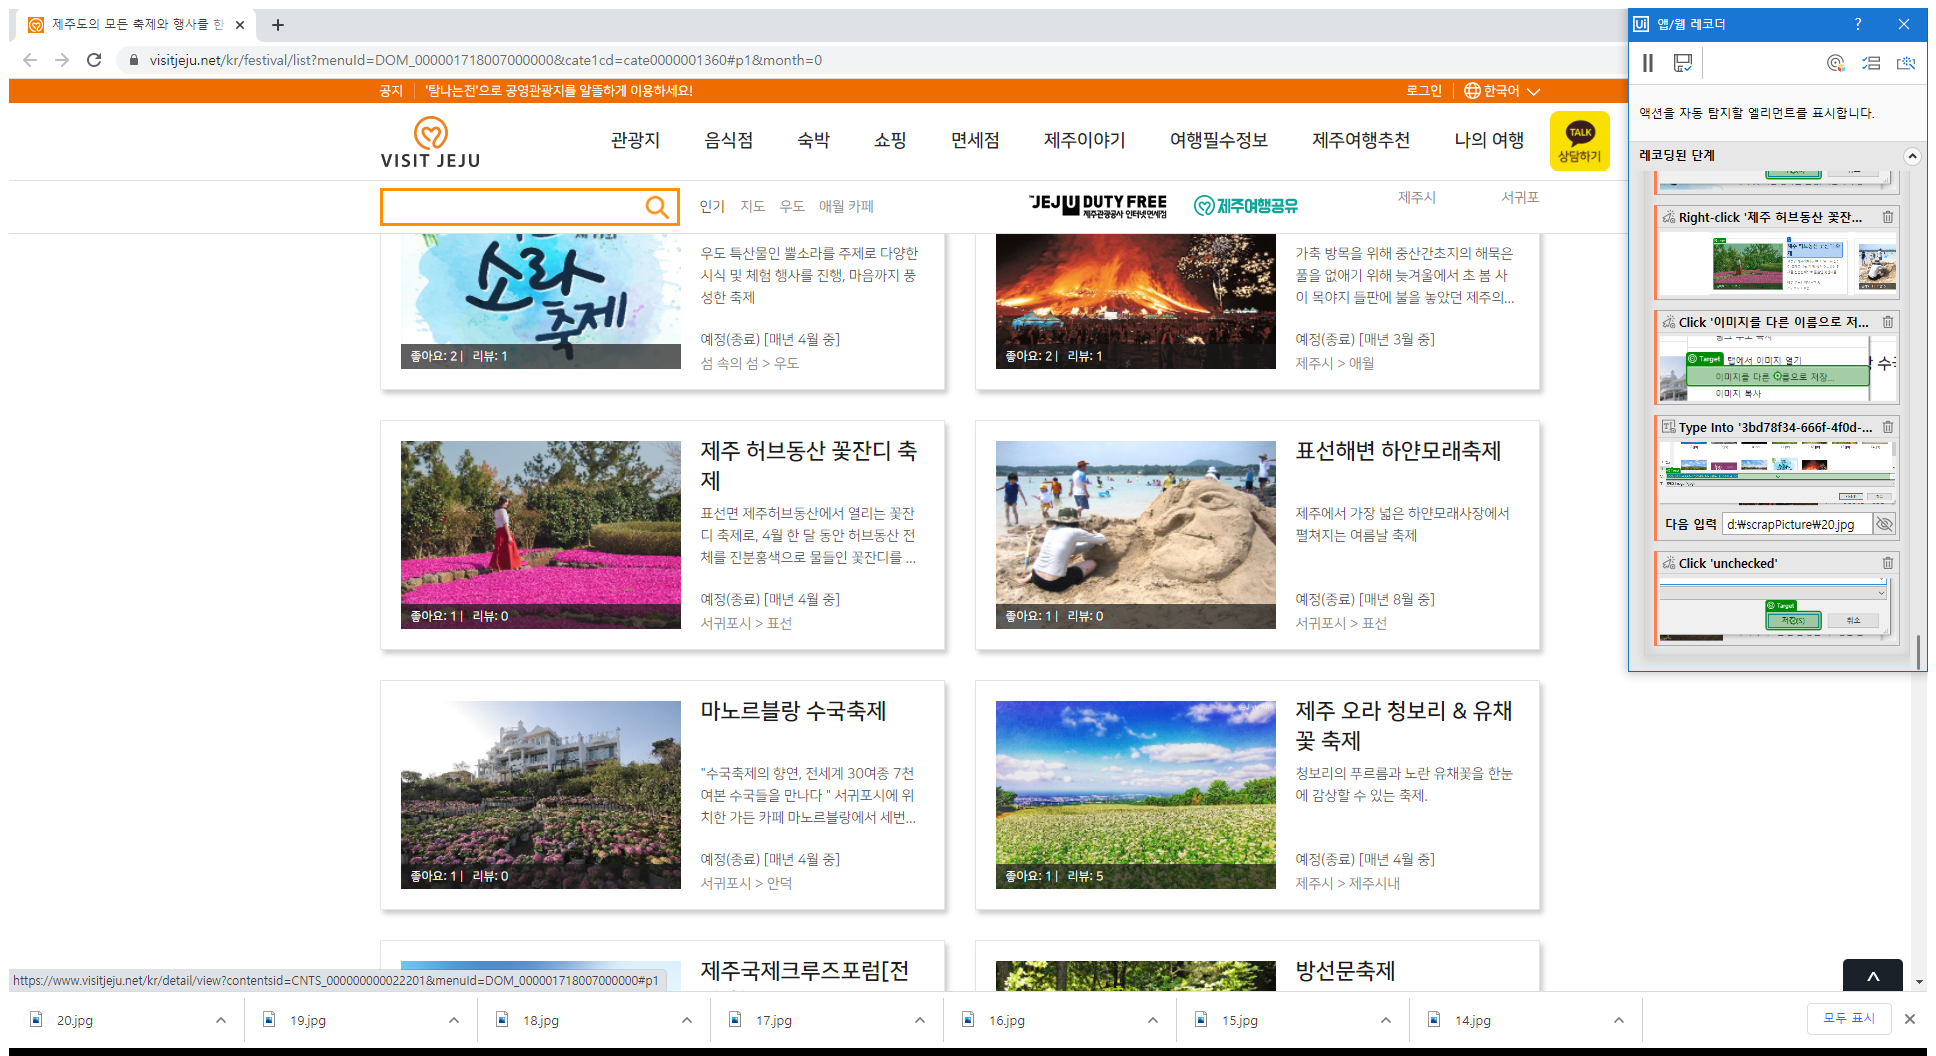 제주도의 모든 축제와 행사를 한
visitjeju.net/kr/festival/list?menuId=DOM_000001718007000000&cate1cd=cate0000001360#p1&month=0
공지 '탐나는전'으로 공영관광지를 알뜰하게 이용하세요!
로그인 한국어
VISIT JEJU
관광지 음식점 숙박 쇼핑 면세점 제주이야기 여행필수정보 제주여행추천 나의 여행
TALK
상담하기
인기 지도 우도 애월 카페
JEJU DUTY FREE
제주관광공사 인터넷면세점
제주여행공유
제주시 서귀포
소라
축제
좋아요: 2 | 리뷰: 1
우도 특산물인 뿔소라를 주제로 다양한
시식 및 체험 행사를 진행, 마음까지 풍
성한 축제
예정(종료) [매년 4월 중]
섬 속의 섬 > 우도
좋아요: 2 | 리뷰: 1
가축 방목을 위해 중산간초지의 해묵은
풀을 없애기 위해 늦겨울에서 초 봄 사
이 목야지 들판에 불을 놓았던 제주의...
예정(종료) [매년 3월 중]
제주시 > 애월
좋아요: 1 | 리뷰: 0
제주 허브동산 꽃잔디 축
제
표선면 제주허브동산에서 열리는 꽃잔
디 축제로, 4월 한 달 동안 허브동산 전
체를 진분홍색으로 물들인 꽃잔디를 ...
예정(종료) [매년 4월 중]
서귀포시 > 표선
좋아요: 1 | 리뷰: 0
표선해변 하얀모래축제
제주에서 가장 넓은 하얀모래사장에서
펼쳐지는 여름날 축제
예정(종료) [매년 8월 중]
서귀포시 > 표선
좋아요: 1 | 리뷰: 0
마노르블랑 수국축제
"수국축제의 향연, 전세계 30여종 7천
여본 수국들을 만나다 " 서귀포시에 위
치한 가든 카페 마노르블랑에서 세번...
예정(종료) [매년 4월 중]
서귀포시 > 안덕
좋아요: 1 | 리뷰: 5
제주 오라 청보리 & 유채
꽃 축제
청보리의 푸르름과 노란 유채꽃을 한눈
에 감상할 수 있는 축제.
예정(종료) [매년 4월 중]
제주시 > 제주시내
제주국제크루즈포럼[전
방선문축제
https://www.visitjeju.net/kr/detail/view?contentsid=CNTS_000000000022201&menuId=DOM_000001718007000000#p1
20.jpg 19.jpg 18.jpg 17.jpg 16.jpg 15.jpg 14.jpg 모두 표시
Ui 앱/웹 레코더 ?
액션을 자동 탐지할 엘리먼트를 표시합니다.
레코딩된 단계
Right-click '제주 허브동산 꽃잔...
Click '이미지를 다른 이름으로 저...
Target 탭에서 이미지 열기
이미지를 다른 이름으로 저장...
이미지 복사
Type Into '3bd78f34-666f-4f0d-...
다음 입력 d:₩scrapPicture₩20.jpg
Click 'unchecked'
Target
저장(S) 취소